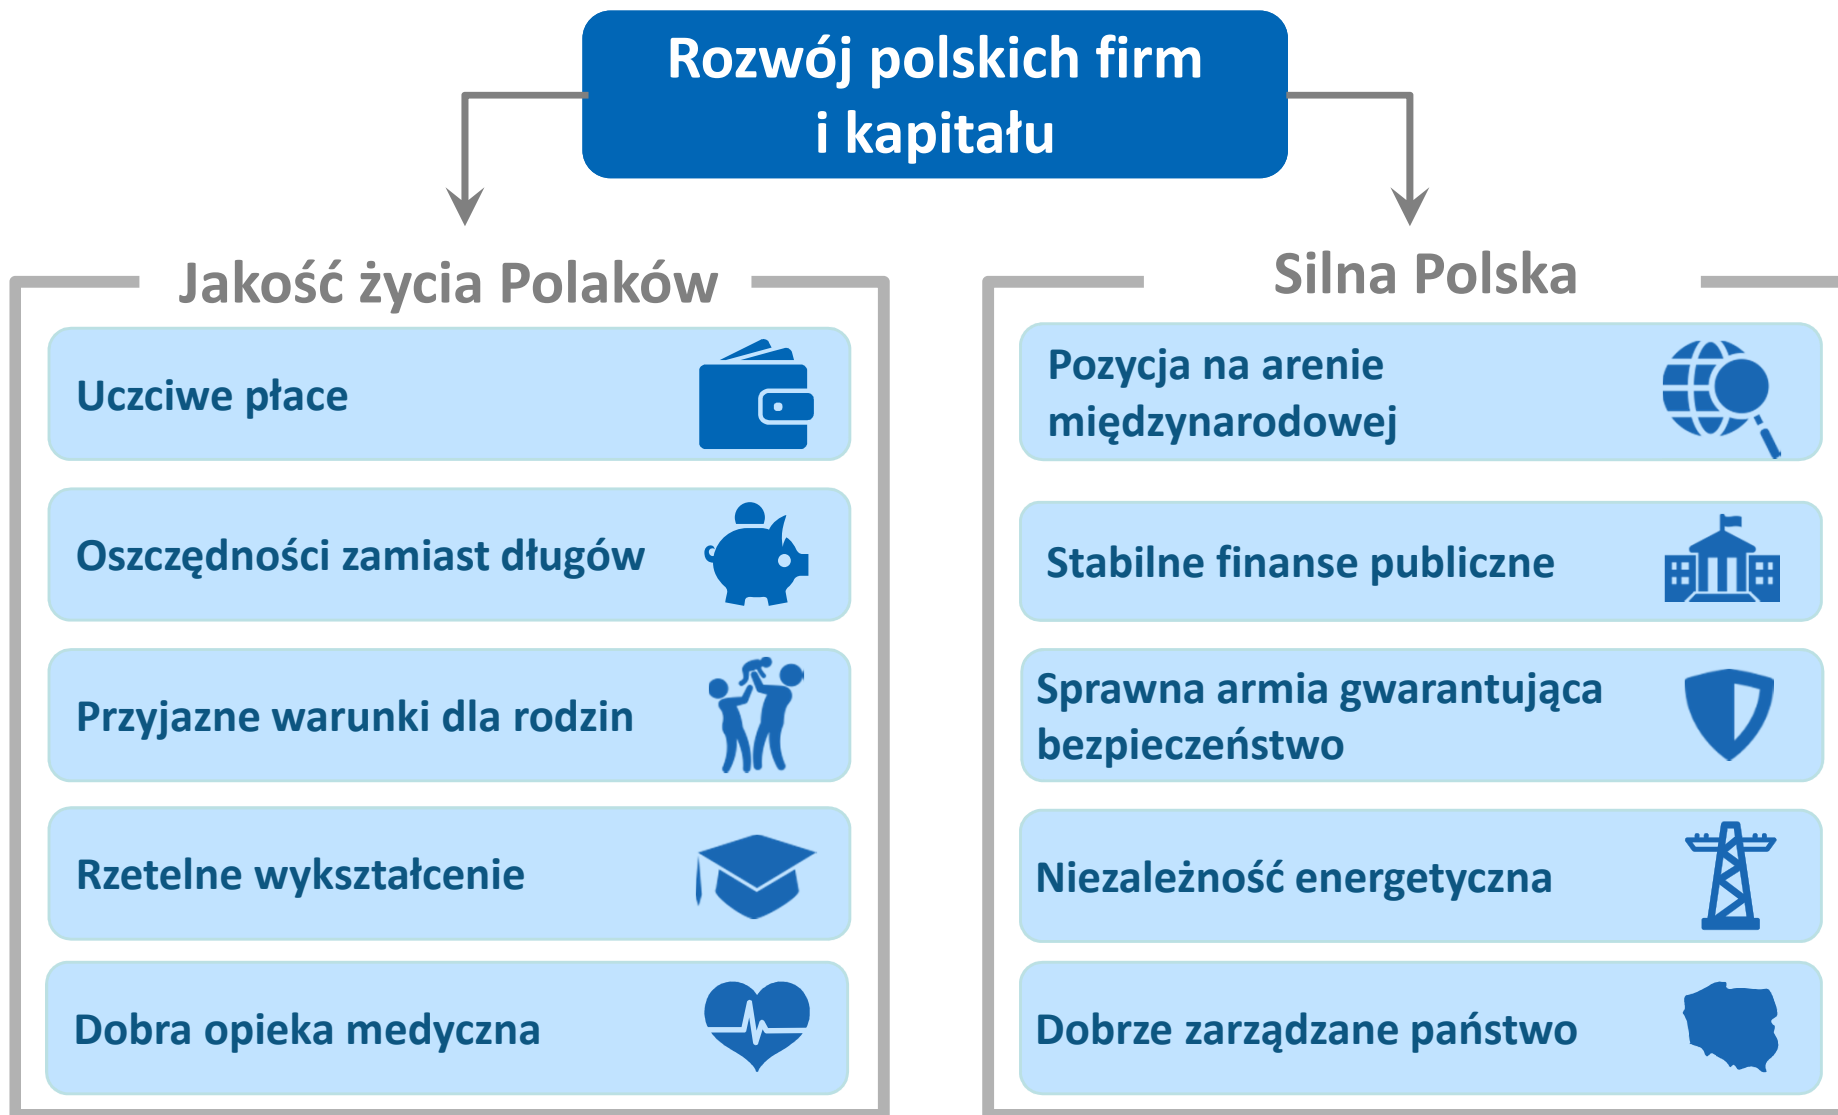 Rozwój polskich firm
i kapitału
Jakość życia Polaków
Uczciwe płace
Oszczędności zamiast długów
Przyjazne warunki dla rodzin
Rzetelne wykształcenie
Dobra opieka medyczna
Silna Polska
Pozycja na arenie
międzynarodowej
Stabilne finanse publiczne
Sprawna armia gwarantująca
bezpieczeństwo
Niezależność energetyczna
Dobrze zarządzane państwo